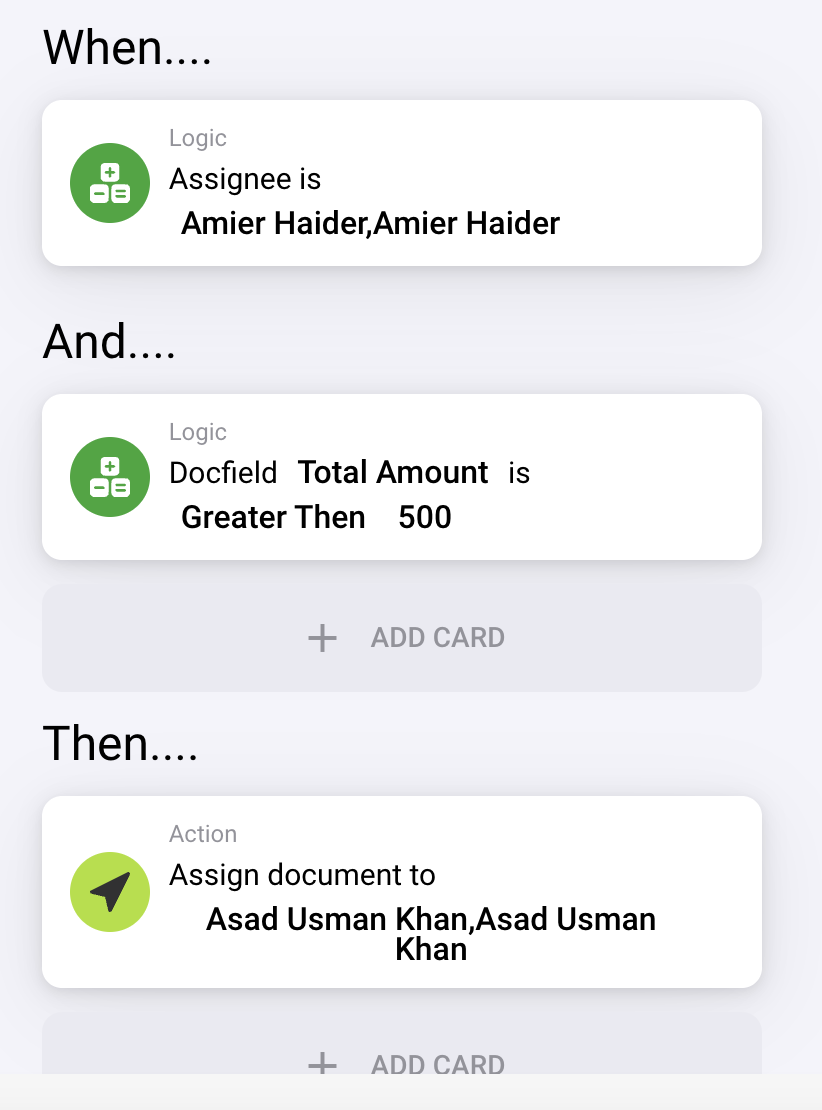 When....
Logic
Assignee is
Amier Haider,Amier Haider
And....
Logic
Docfield Total Amount is
Greater Then 500
+ ADD CARD
Then....
Action
Assign document to
Asad Usman Khan,Asad Usman
Khan
+ ADD CARD